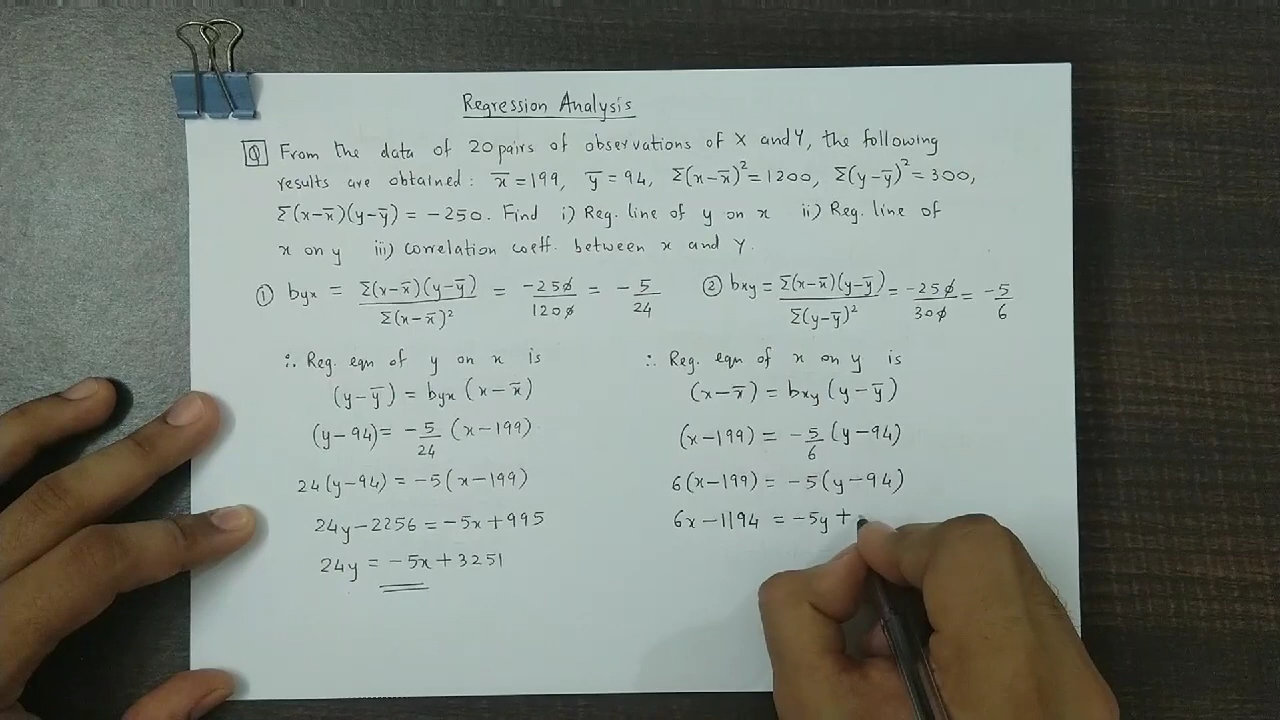 Regression Analysis
Q From the data of 20 pairs of observations of X and Y, the following
results are obtained: x̄ = 199, ȳ = 94, Σ(x-x̄)² = 1200, Σ(y-ȳ)² = 300,
Σ(x-x̄)(y-ȳ) = -250. Find i) Reg. line of y on x ii) Reg. line of
x on y iii) correlation coeff. between x and Y.
① byx = Σ(x-x̄)(y-ȳ)/Σ(x-x̄)² = -250/1200 = -5/24
∴ Reg. eqn of y on x is
(y-ȳ) = byx (x-x̄)
(y-94) = -5/24 (x-199)
24(y-94) = -5(x-199)
24y-2256 = -5x+995
24y = -5x+3251
② bxy = Σ(x-x̄)(y-ȳ)/Σ(y-ȳ)² = -250/300 = -5/6
∴ Reg. eqn of x on y is
(x-x̄) = bxy (y-ȳ)
(x-199) = -5/6 (y-94)
6(x-199) = -5(y-94)
6x-1194 = -5y+